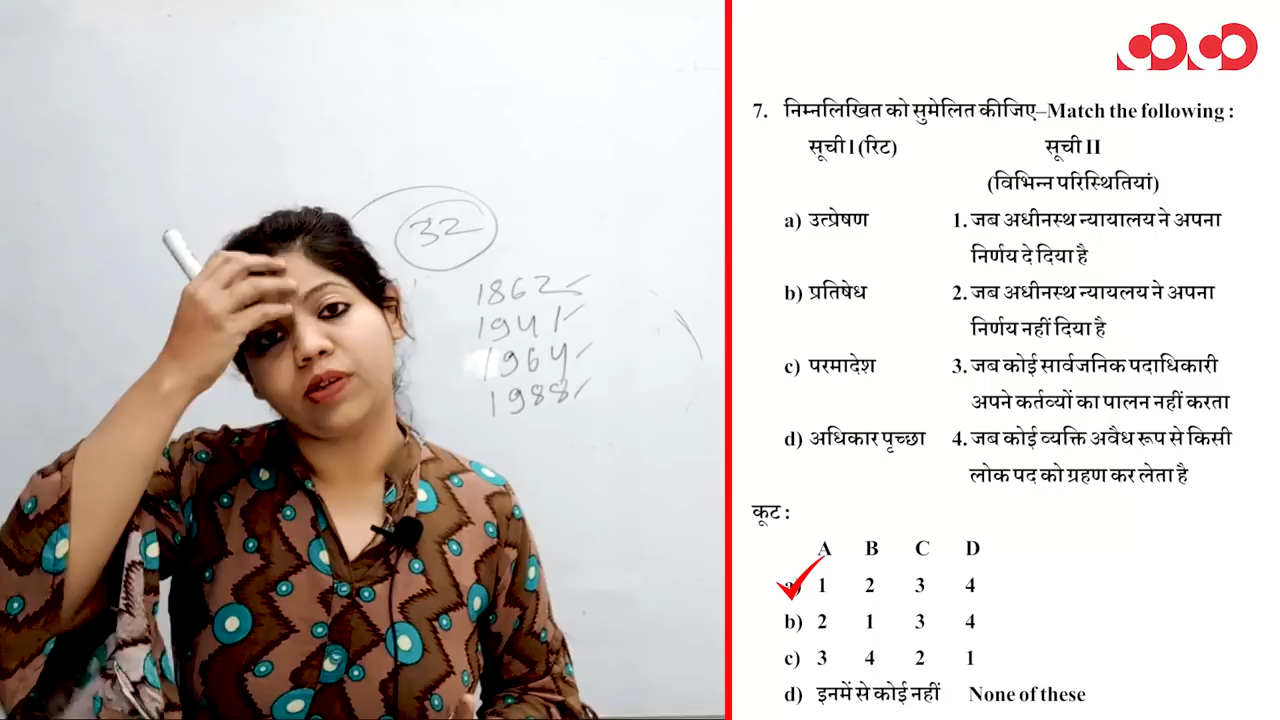 32
1862
1941
1964
1988
7. निम्नलिखित को सुमेलित कीजिए–Match the following :
सूची I (रिट) सूची II
(विभिन्न परिस्थितियां)
a) उत्प्रेषण 1. जब अधीनस्थ न्यायालय ने अपना
निर्णय दे दिया है
b) प्रतिषेध 2. जब अधीनस्थ न्यायलय ने अपना
निर्णय नहीं दिया है
c) परमादेश 3. जब कोई सार्वजनिक पदाधिकारी
अपने कर्तव्यों का पालन नहीं करता
d) अधिकार पृच्छा 4. जब कोई व्यक्ति अवैध रूप से किसी
लोक पद को ग्रहण कर लेता है
कूट :
A B C D
a) 1 2 3 4
b) 2 1 3 4
c) 3 4 2 1
d) इनमें से कोई नहीं None of these